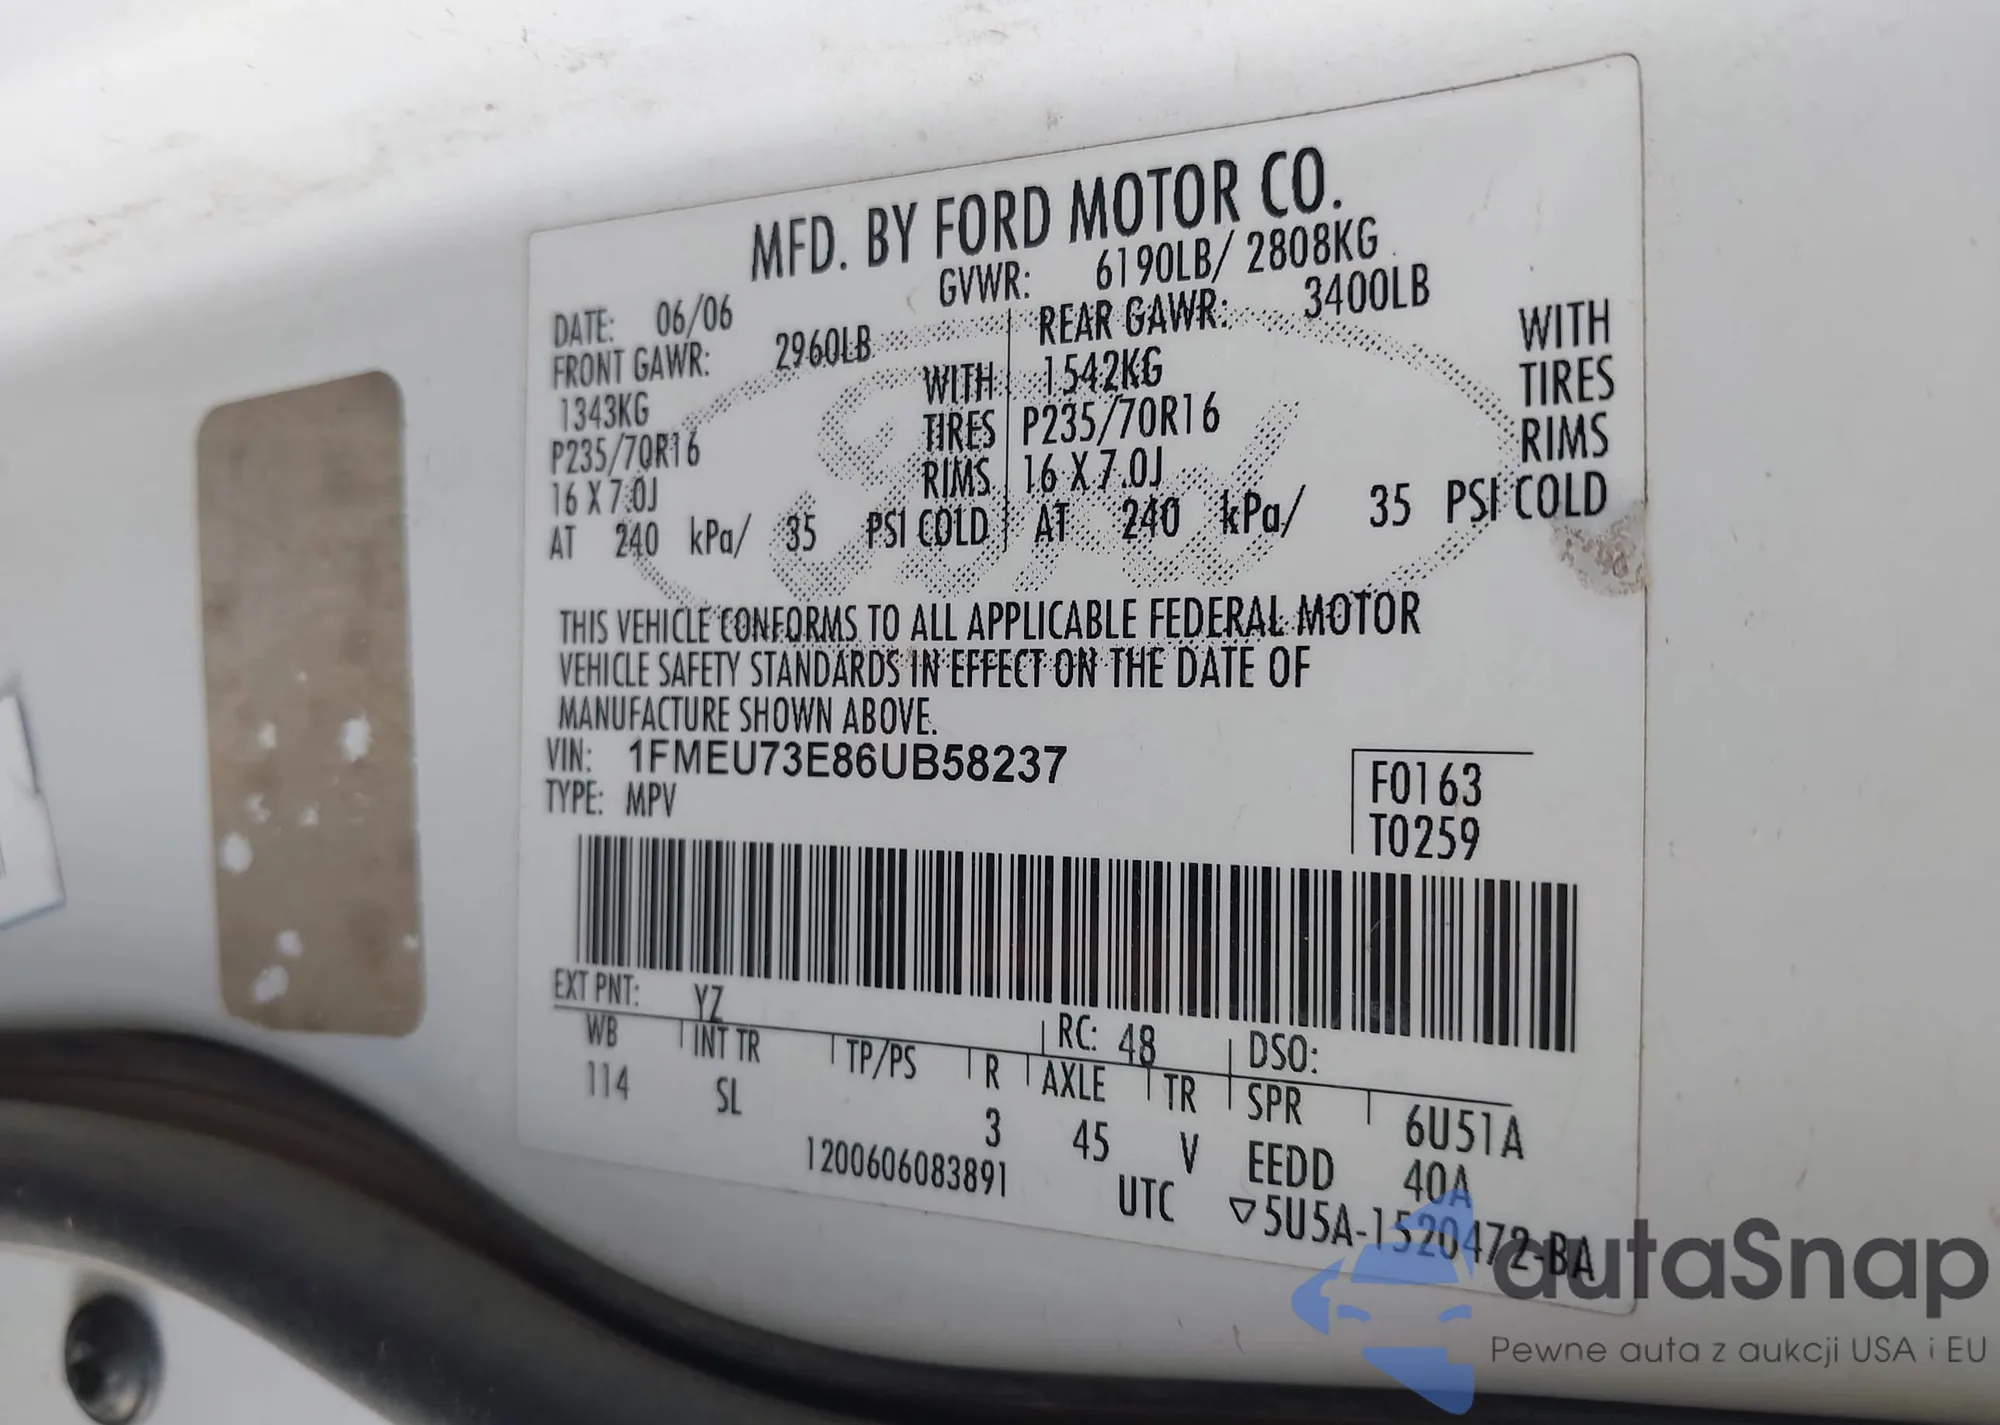 MFD. BY FORD MOTOR CO.
DATE: 06/06 GVWR: 6190LB/ 2808KG
FRONT GAWR: 2960LB REAR GAWR: 3400LB
1343KG WITH 1542KG WITH
P235/70R16 TIRES P235/70R16 TIRES
16 X 7.0J RIMS 16 X 7.0J RIMS
AT 240 kPa/ 35 PSI COLD AT 240 kPa/ 35 PSI COLD
THIS VEHICLE CONFORMS TO ALL APPLICABLE FEDERAL MOTOR
VEHICLE SAFETY STANDARDS IN EFFECT ON THE DATE OF
MANUFACTURE SHOWN ABOVE.
VIN: 1FMEU73E86UB58237 F0163
TYPE: MPV T0259
EXT PNT: YZ RC: 48 DSO:
WB INT TR TP/PS R AXLE TR SPR 6U51A
114 SL 3 45 V EEDD 40A
1200606083891 UTC ▽5U5A-1520472-BA
autaSnap
Pewne auta z aukcji USA i EU